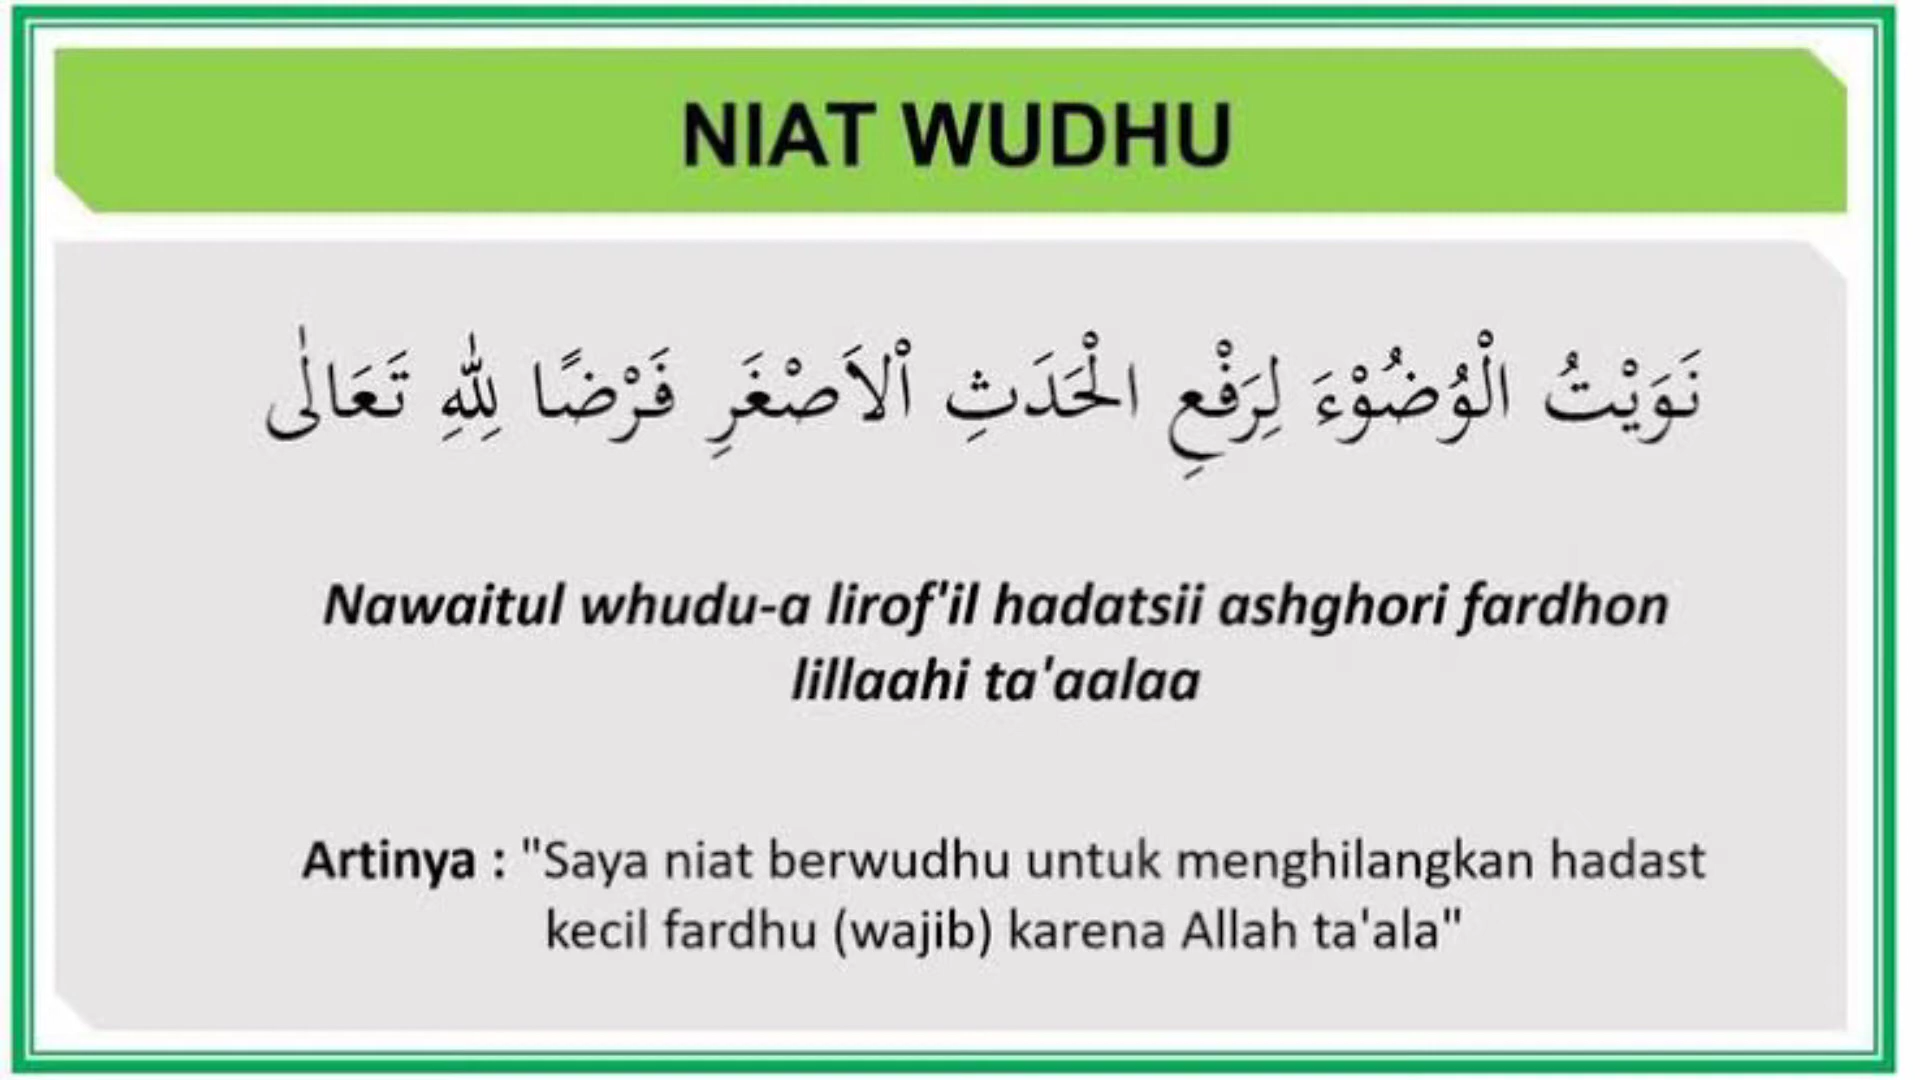 NIAT WUDHU
نَوَيْتُ الْوُضُوْءَ لِرَفْعِ الْحَدَثِ اْلاَصْغَرِ فَرْضًا لِلّٰهِ تَعَالٰى
Nawaitul whudu-a lirof'il hadatsii ashghori fardhon
lillaahi ta'aalaa
Artinya : "Saya niat berwudhu untuk menghilangkan hadast
kecil fardhu (wajib) karena Allah ta'ala"